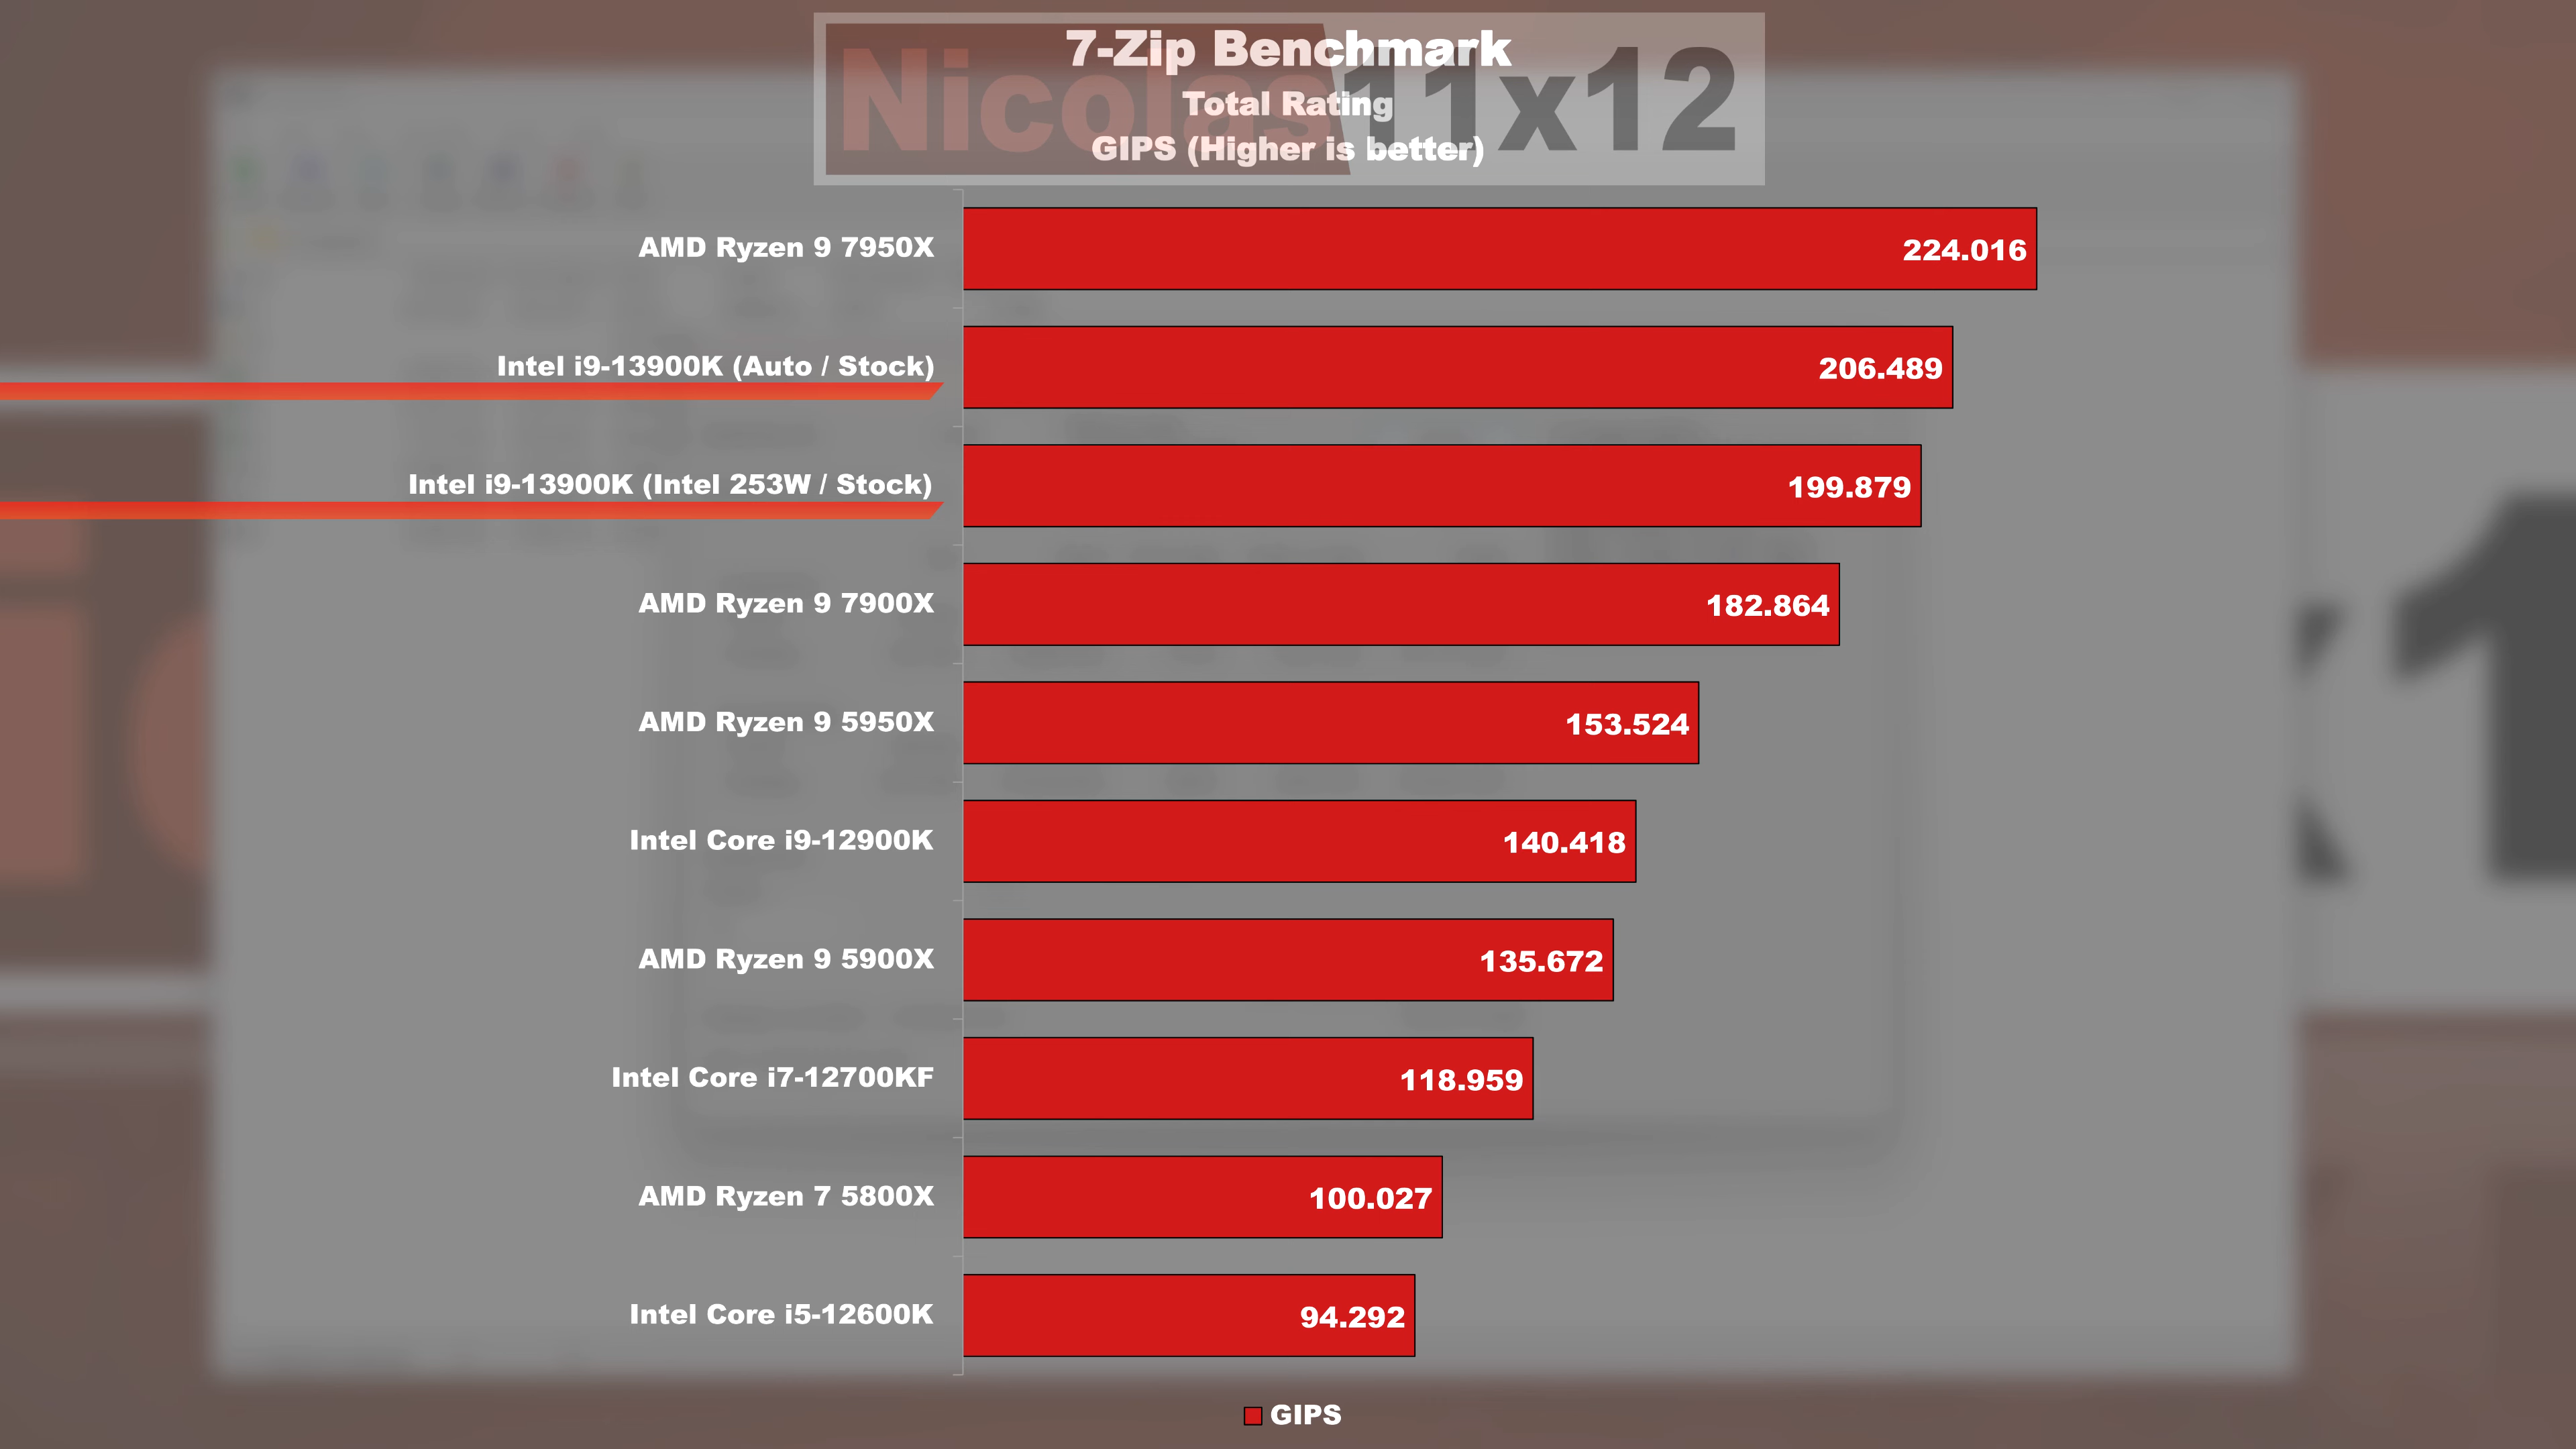 Nicolas11x12
7-Zip Benchmark
Total Rating
GIPS (Higher is better)
AMD Ryzen 9 7950X 224.016
Intel i9-13900K (Auto / Stock) 206.489
Intel i9-13900K (Intel 253W / Stock) 199.879
AMD Ryzen 9 7900X 182.864
AMD Ryzen 9 5950X 153.524
Intel Core i9-12900K 140.418
AMD Ryzen 9 5900X 135.672
Intel Core i7-12700KF 118.959
AMD Ryzen 7 5800X 100.027
Intel Core i5-12600K 94.292
GIPS